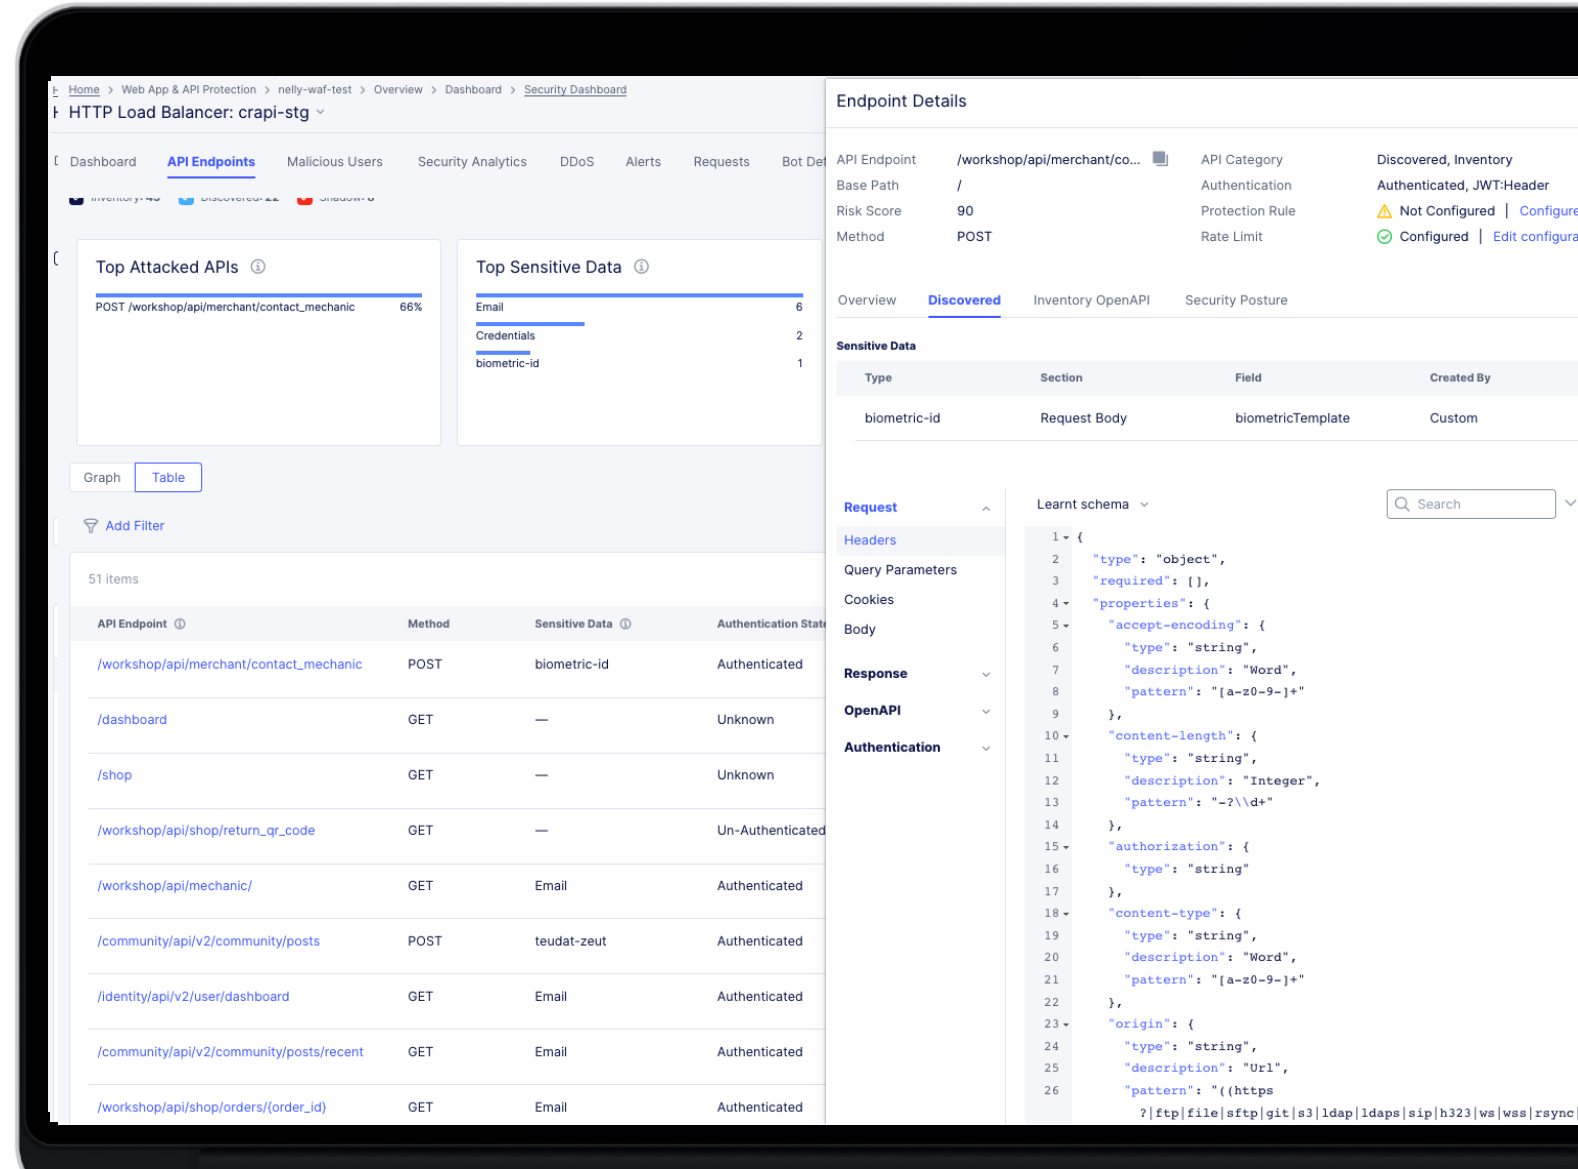 Home > Web App & API Protection > nelly-waf-test > Overview > Dashboard > Security Dashboard
HTTP Load Balancer: crapi-stg
Dashboard API Endpoints Malicious Users Security Analytics DDoS Alerts Requests Bot Def
Inventory: 45 Discovered: 22 Shadow: 6
Top Attacked APIs
POST /workshop/api/merchant/contact_mechanic 66%
Top Sensitive Data
Email 6
Credentials 2
biometric-id 1
Graph Table
Add Filter
51 items
API Endpoint Method Sensitive Data Authentication State
/workshop/api/merchant/contact_mechanic POST biometric-id Authenticated
/dashboard GET — Unknown
/shop GET — Unknown
/workshop/api/shop/return_qr_code GET — Un-Authenticated
/workshop/api/mechanic/ GET Email Authenticated
/community/api/v2/community/posts POST teudat-zeut Authenticated
/identity/api/v2/user/dashboard GET Email Authenticated
/community/api/v2/community/posts/recent GET Email Authenticated
/workshop/api/shop/orders/{order_id} GET Email Authenticated
Endpoint Details
API Endpoint /workshop/api/merchant/co... API Category Discovered, Inventory
Base Path / Authentication Authenticated, JWT:Header
Risk Score 90 Protection Rule Not Configured | Configure
Method POST Rate Limit Configured | Edit configura
Overview Discovered Inventory OpenAPI Security Posture
Sensitive Data
Type Section Field Created By
biometric-id Request Body biometricTemplate Custom
Request
Headers
Query Parameters
Cookies
Body
Response
OpenAPI
Authentication
Learnt schema Search
1 {
2 "type": "object",
3 "required": [],
4 "properties": {
5 "accept-encoding": {
6 "type": "string",
7 "description": "Word",
8 "pattern": "[a-z0-9-]+"
9 },
10 "content-length": {
11 "type": "string",
12 "description": "Integer",
13 "pattern": "-?\\d+"
14 },
15 "authorization": {
16 "type": "string"
17 },
18 "content-type": {
19 "type": "string",
20 "description": "Word",
21 "pattern": "[a-z0-9-]+"
22 },
23 "origin": {
24 "type": "string",
25 "description": "Url",
26 "pattern": "((https
?|ftp|file|sftp|git|s3|ldap|ldaps|sip|h323|ws|wss|rsync|